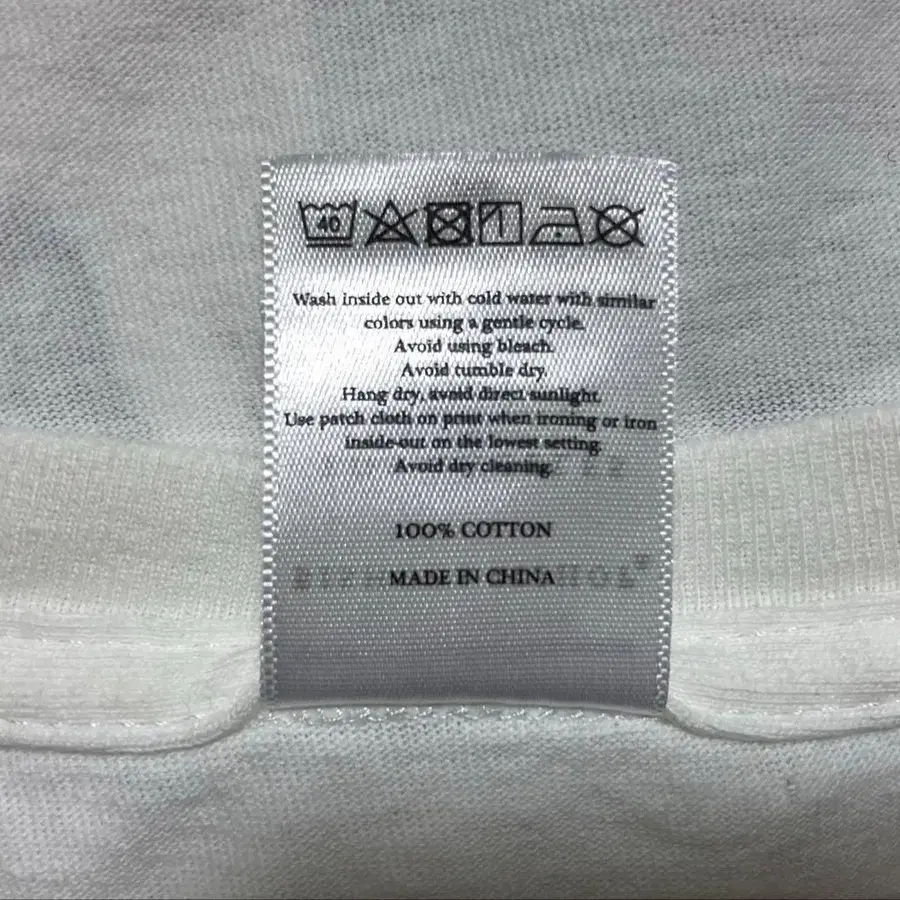 40
Wash inside out with cold water with similar
colors using a gentle cycle.
Avoid using bleach.
Avoid tumble dry.
Hang dry, avoid direct sunlight.
Use patch cloth on print when ironing or iron
inside-out on the lowest setting.
Avoid dry cleaning.
100% COTTON
MADE IN CHINA